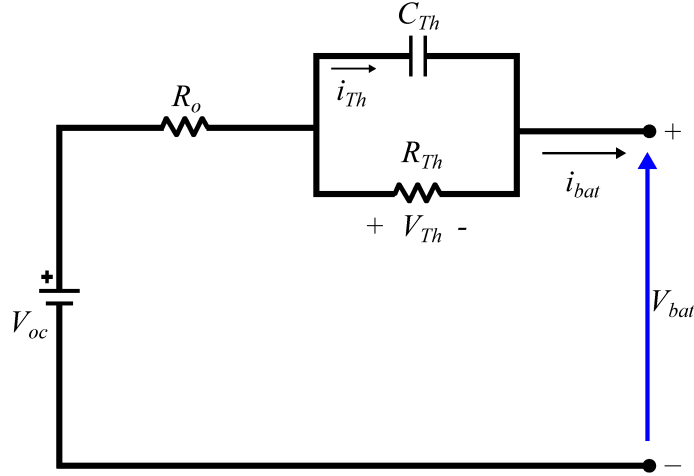 C_Th
i_Th
R_o
+
R_Th
i_bat
+ V_Th -
+
V_oc
V_bat
−